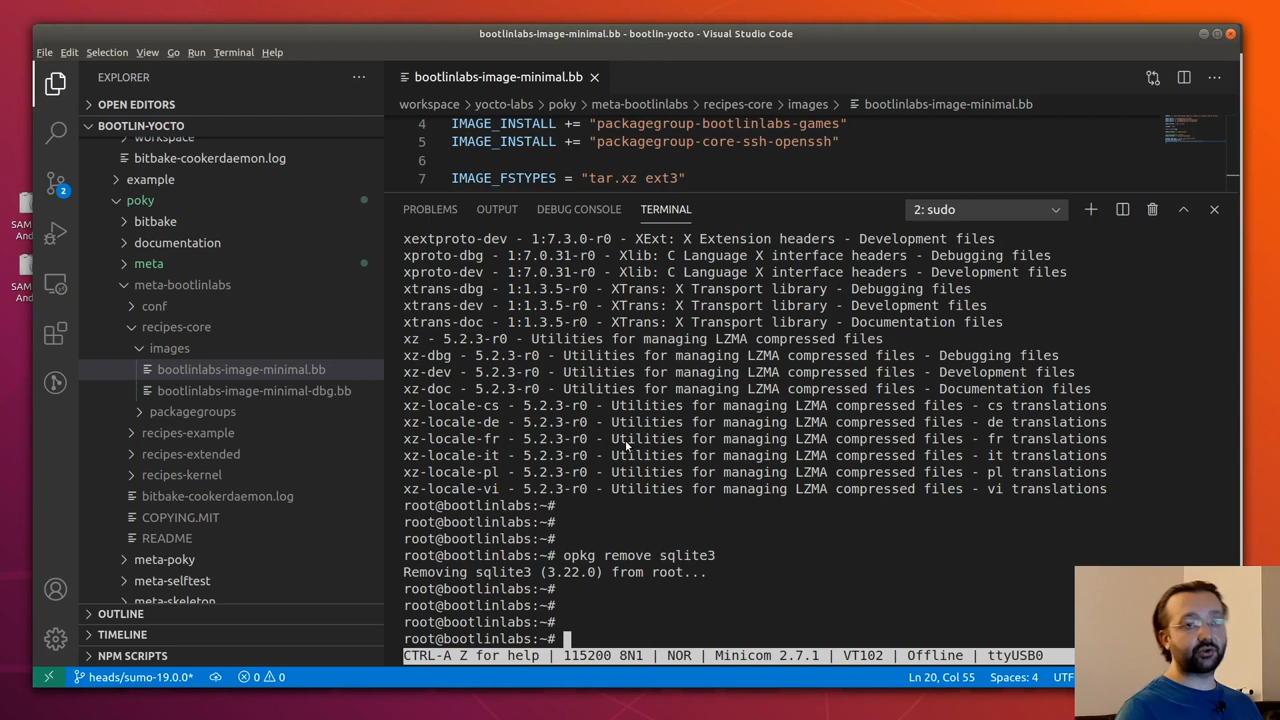 bootlinlabs-image-minimal.bb - bootlin-yocto - Visual Studio Code
File Edit Selection View Go Run Terminal Help
EXPLORER
OPEN EDITORS
BOOTLIN-YOCTO
workspace
bitbake-cookerdaemon.log
example
poky
bitbake
documentation
meta
meta-bootlinlabs
conf
recipes-core
images
bootlinlabs-image-minimal.bb
bootlinlabs-image-minimal-dbg.bb
packagegroups
recipes-example
recipes-extended
recipes-kernel
bitbake-cookerdaemon.log
COPYING.MIT
README
meta-poky
meta-selftest
meta-skeleton
OUTLINE
TIMELINE
NPM SCRIPTS
2
SAM
And
SAM
And
bootlinlabs-image-minimal.bb
workspace > yocto-labs > poky > meta-bootlinlabs > recipes-core > images > bootlinlabs-image-minimal.bb
4 IMAGE_INSTALL += "packagegroup-bootlinlabs-games"
5 IMAGE_INSTALL += "packagegroup-core-ssh-openssh"
6
7 IMAGE_FSTYPES = "tar.xz ext3"
PROBLEMS OUTPUT DEBUG CONSOLE TERMINAL 2: sudo
xextproto-dev - 1:7.3.0-r0 - XExt: X Extension headers - Development files
xproto-dbg - 1:7.0.31-r0 - Xlib: C Language X interface headers - Debugging files
xproto-dev - 1:7.0.31-r0 - Xlib: C Language X interface headers - Development files
xtrans-dbg - 1:1.3.5-r0 - XTrans: X Transport library - Debugging files
xtrans-dev - 1:1.3.5-r0 - XTrans: X Transport library - Development files
xtrans-doc - 1:1.3.5-r0 - XTrans: X Transport library - Documentation files
xz - 5.2.3-r0 - Utilities for managing LZMA compressed files
xz-dbg - 5.2.3-r0 - Utilities for managing LZMA compressed files - Debugging files
xz-dev - 5.2.3-r0 - Utilities for managing LZMA compressed files - Development files
xz-doc - 5.2.3-r0 - Utilities for managing LZMA compressed files - Documentation files
xz-locale-cs - 5.2.3-r0 - Utilities for managing LZMA compressed files - cs translations
xz-locale-de - 5.2.3-r0 - Utilities for managing LZMA compressed files - de translations
xz-locale-fr - 5.2.3-r0 - Utilities for managing LZMA compressed files - fr translations
xz-locale-it - 5.2.3-r0 - Utilities for managing LZMA compressed files - it translations
xz-locale-pl - 5.2.3-r0 - Utilities for managing LZMA compressed files - pl translations
xz-locale-vi - 5.2.3-r0 - Utilities for managing LZMA compressed files - vi translations
root@bootlinlabs:~#
root@bootlinlabs:~#
root@bootlinlabs:~#
root@bootlinlabs:~# opkg remove sqlite3
Removing sqlite3 (3.22.0) from root...
root@bootlinlabs:~#
root@bootlinlabs:~#
root@bootlinlabs:~#
root@bootlinlabs:~#
CTRL-A Z for help | 115200 8N1 | NOR | Minicom 2.7.1 | VT102 | Offline | ttyUSB0
heads/sumo-19.0.0* 0 0 Ln 20, Col 55 Spaces: 4 UTF